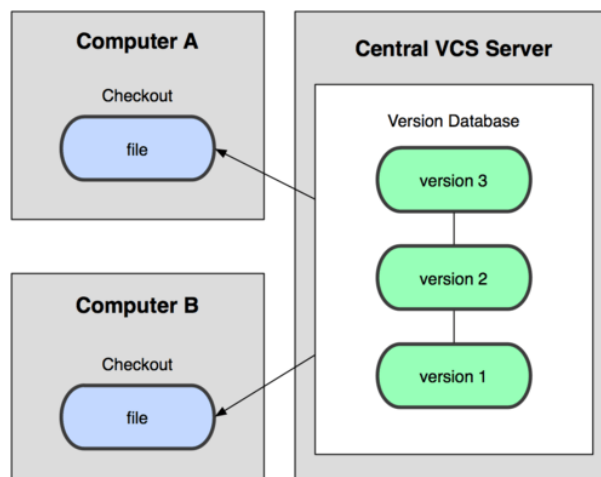 Computer A
Checkout
file
Computer B
Checkout
file
Central VCS Server
Version Database
version 3
version 2
version 1